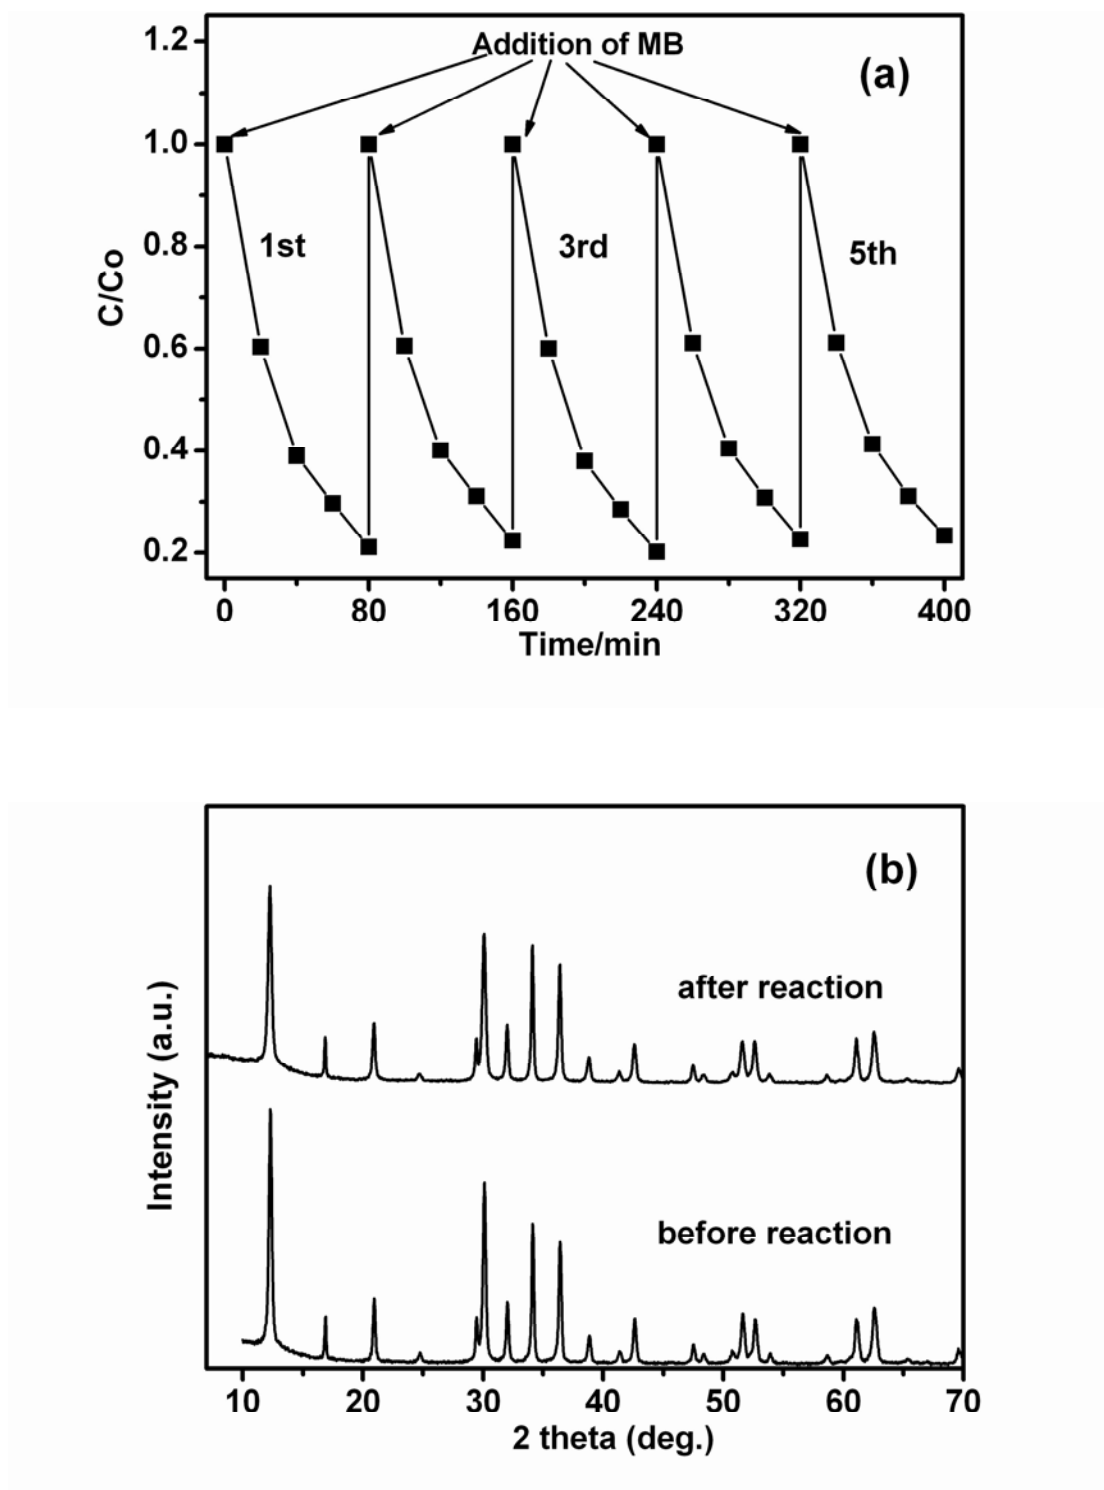 Addition of MB
(a)
1.2
1.0
0.8
0.6
0.4
0.2
C/Co
1st
3rd
5th
0 80 160 240 320 400
Time/min
(b)
after reaction
before reaction
Intensity (a.u.)
10 20 30 40 50 60 70
2 theta (deg.)